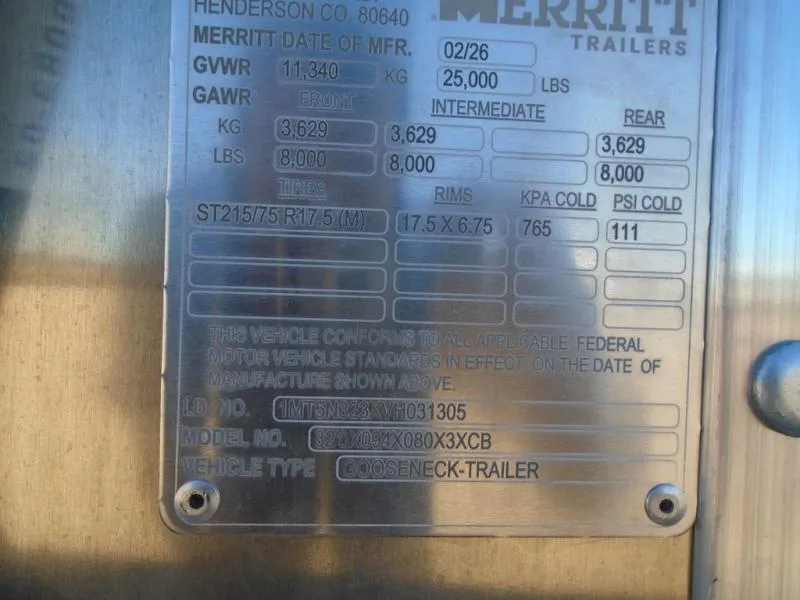 HENDERSON CO. 80640
MERRITT
TRAILERS
MERRITT DATE OF MFR. 02/26
GVWR 11,340 KG 25,000 LBS
GAWR FRONT INTERMEDIATE REAR
KG 3,629 3,629 3,629
LBS 8,000 8,000 8,000
TIRES RIMS KPA COLD PSI COLD
ST215/75 R17.5 (M) 17.5 X 6.75 765 111
THIS VEHICLE CONFORMS TO ALL APPLICABLE FEDERAL
MOTOR VEHICLE STANDARDS IN EFFECT ON THE DATE OF
MANUFACTURE SHOWN ABOVE.
I.D. NO. 1MT5N323XVH031305
MODEL NO.
VEHICLE TYPE GOOSENECK-TRAILER